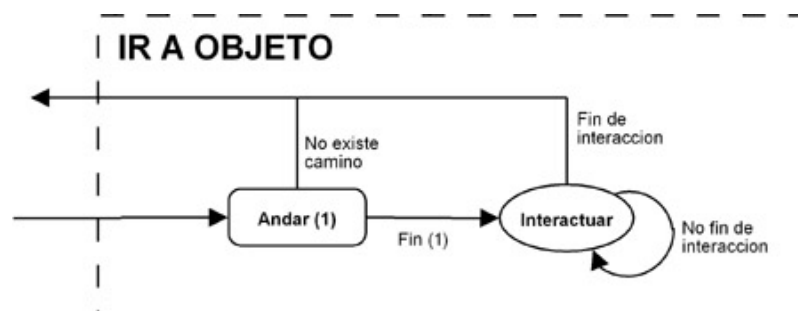 IR A OBJETO
No existe
camino
Fin de
interaccion
Andar (1)
Fin (1)
Interactuar
No fin de
interaccion